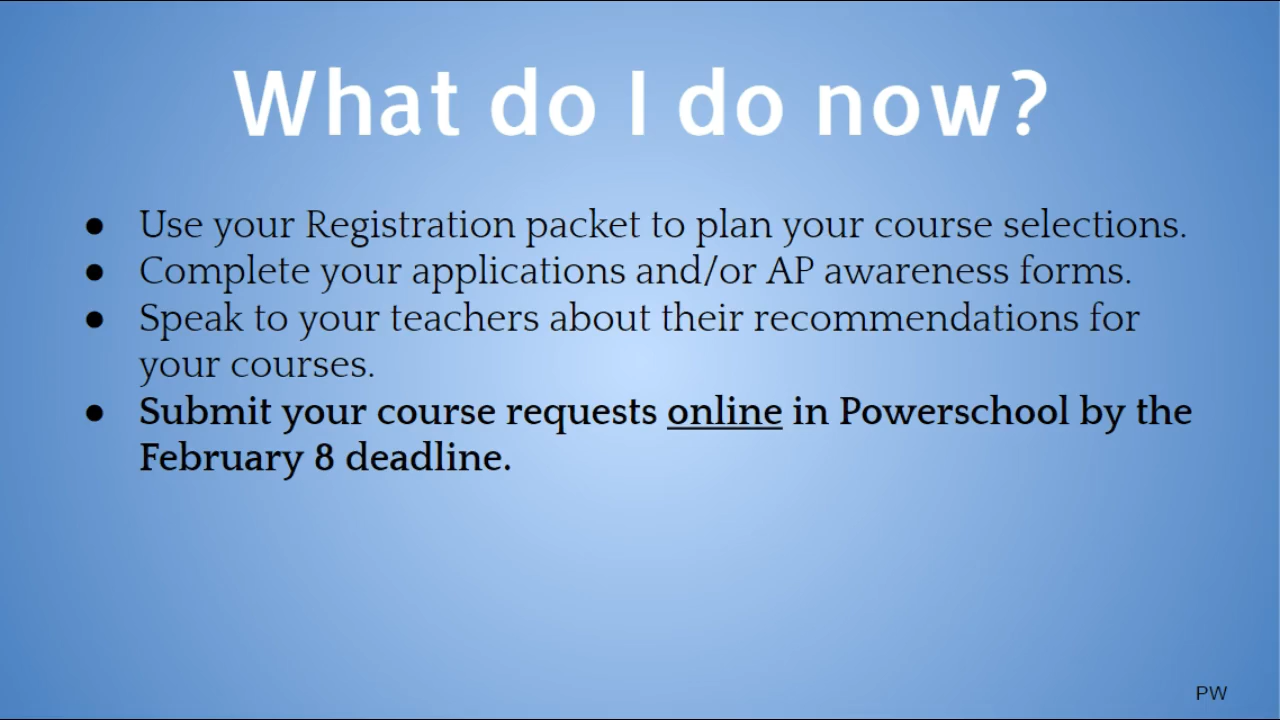 What do I do now?
● Use your Registration packet to plan your course selections.
● Complete your applications and/or AP awareness forms.
● Speak to your teachers about their recommendations for
your courses.
● Submit your course requests online in Powerschool by the
February 8 deadline.
PW